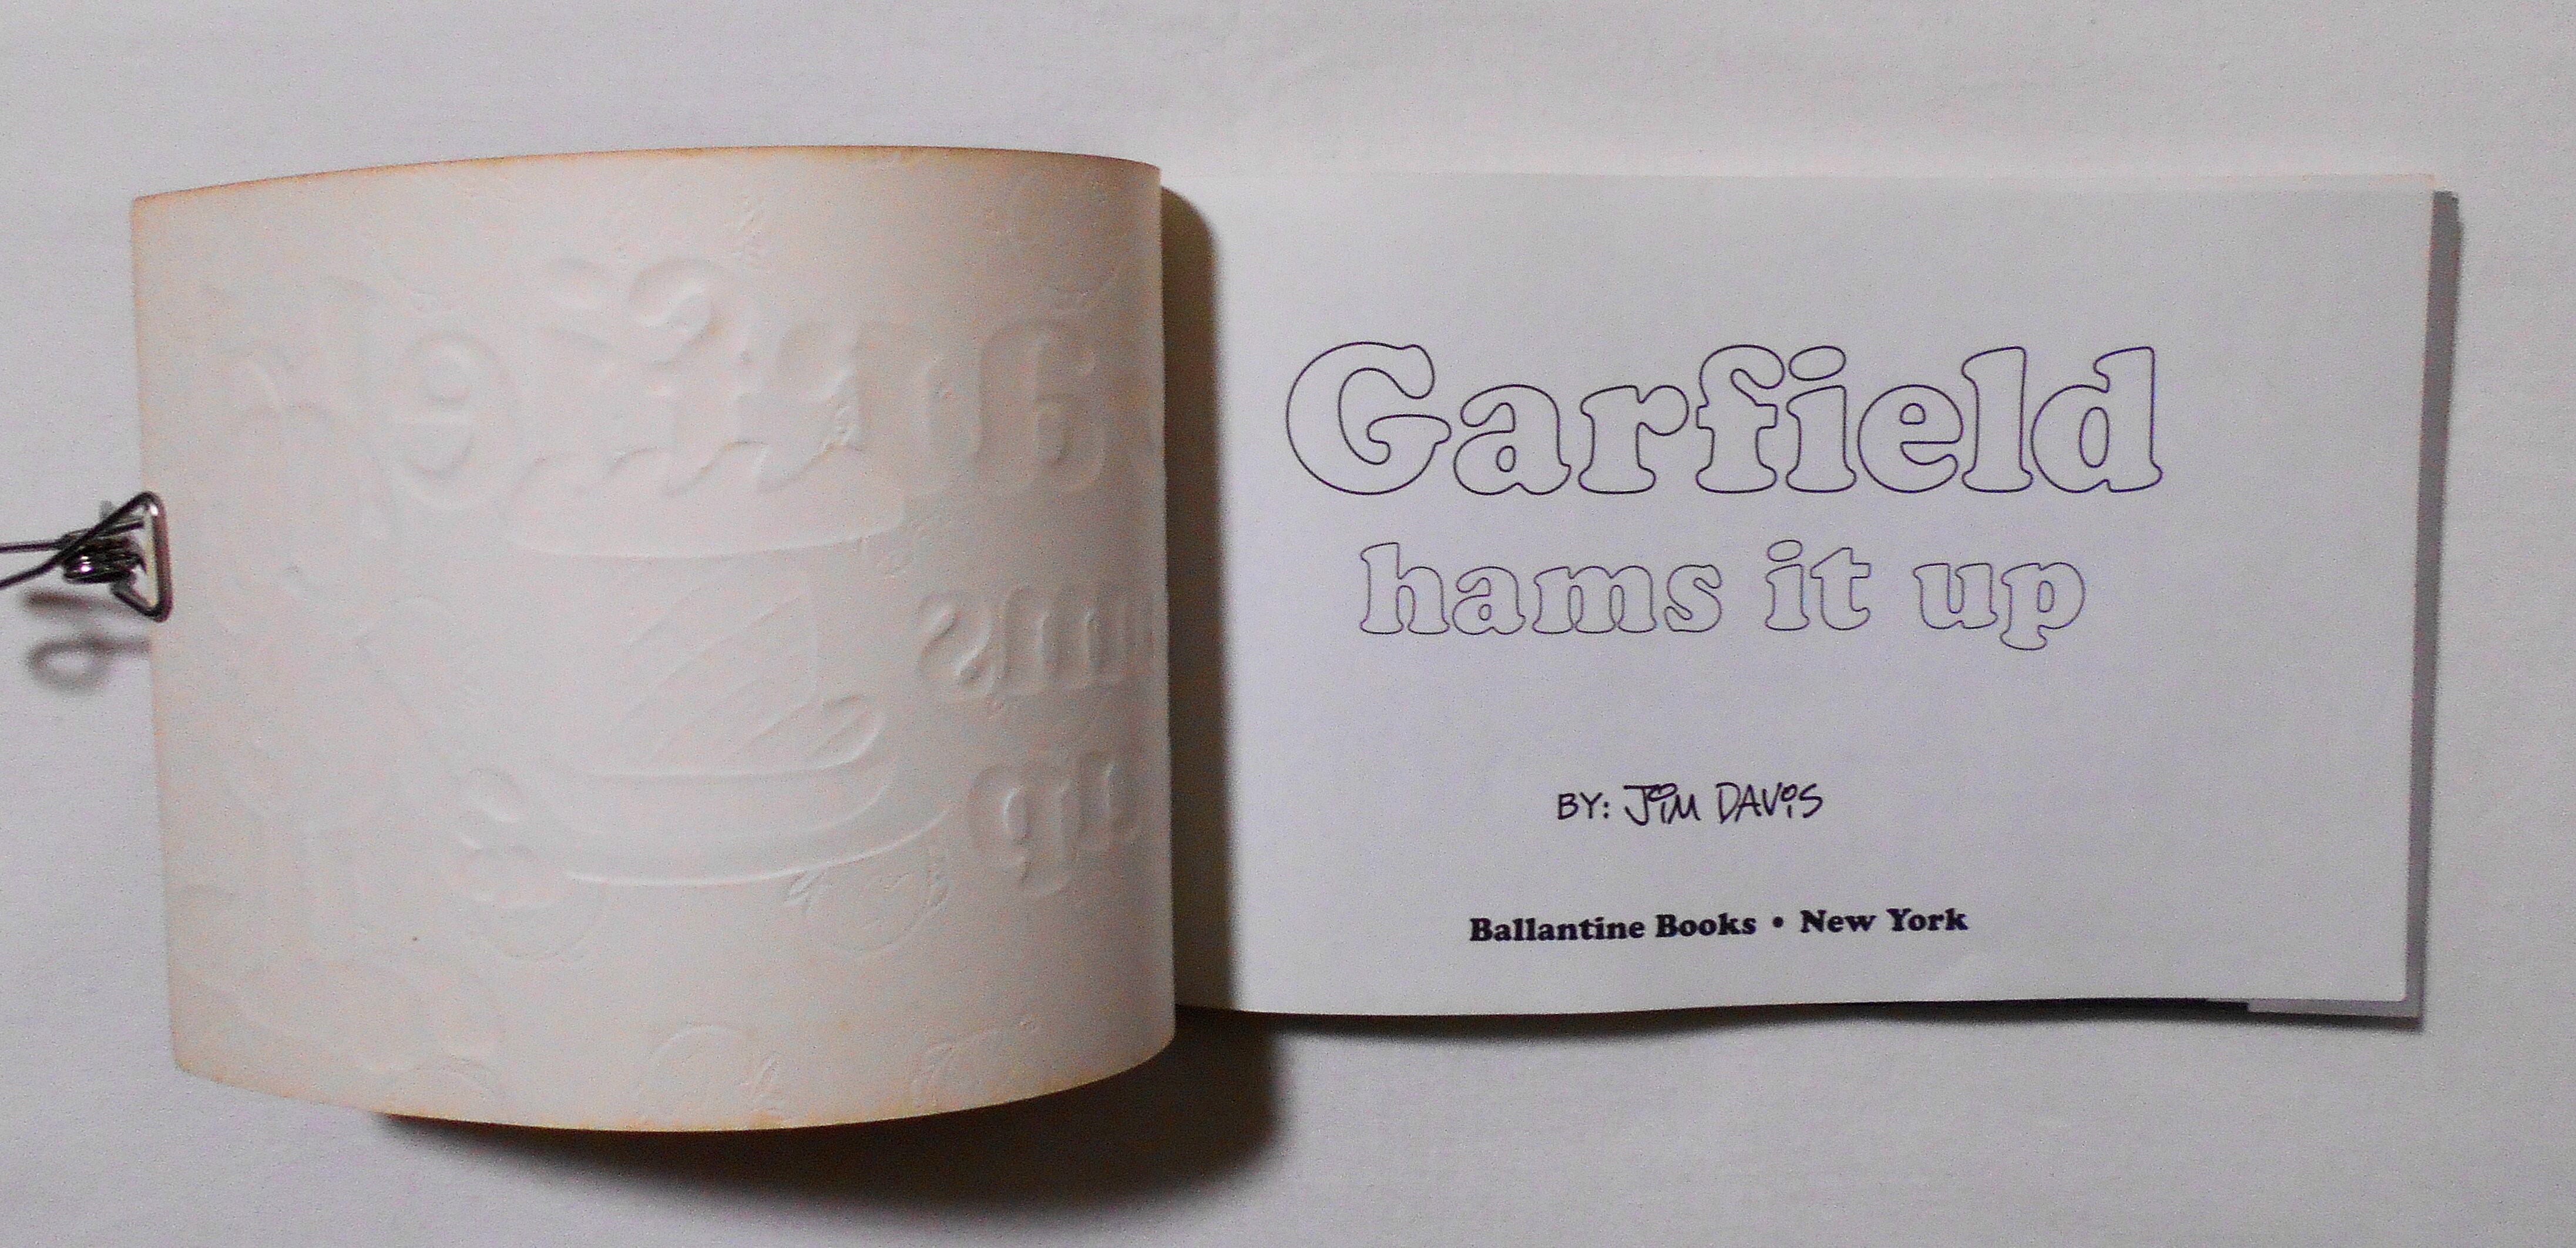 Garfield
hams it up
BY: JIM DAVIS
Ballantine Books • New York